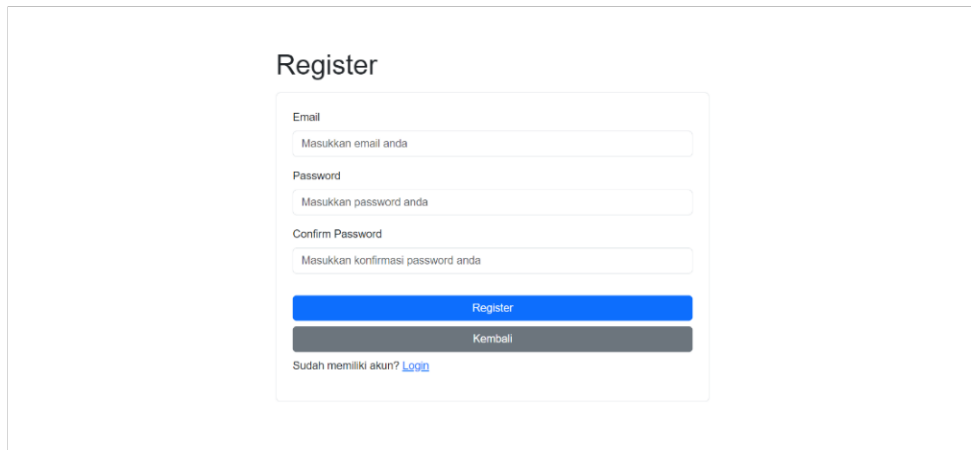 Register
Email
Masukkan email anda
Password
Masukkan password anda
Confirm Password
Masukkan konfirmasi password anda
Register
Kembali
Sudah memiliki akun? Login